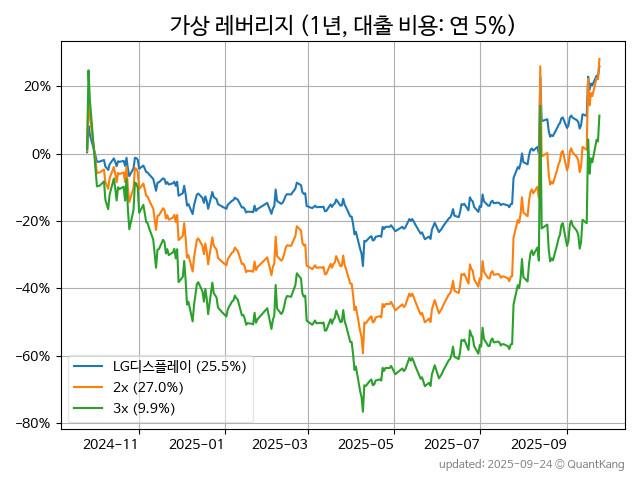 가상 레버리지 (1년, 대출 비용: 연 5%)
20%
0%
−20%
−40%
−60%
−80%
LG디스플레이 (25.5%)
2x (27.0%)
3x (9.9%)
2024-11 2025-01 2025-03 2025-05 2025-07 2025-09
updated: 2025-09-24 © QuantKang